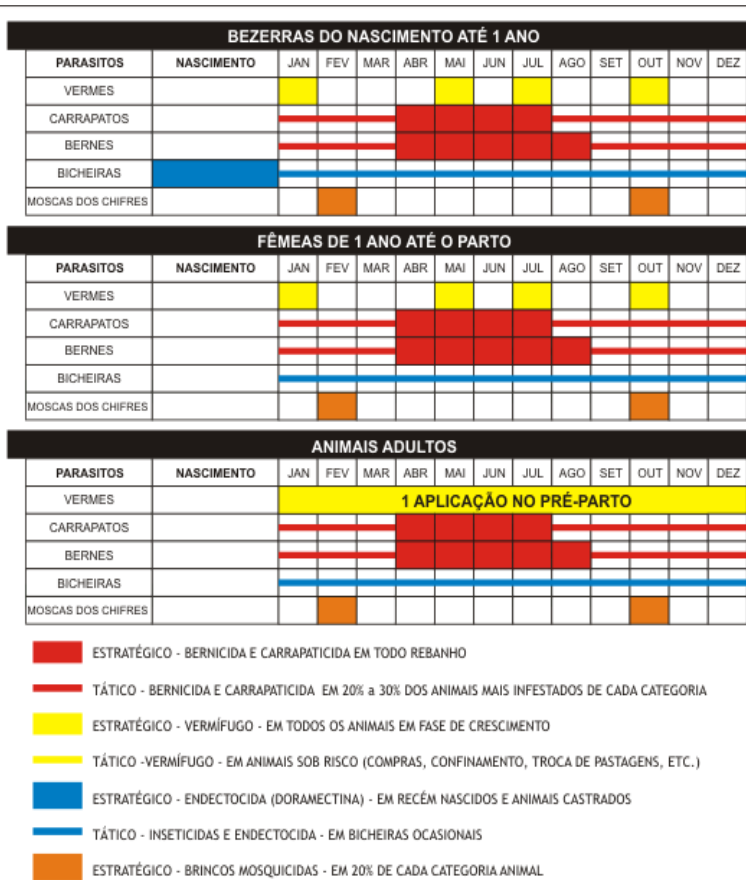 BEZERRAS DO NASCIMENTO ATÉ 1 ANO
PARASITOS NASCIMENTO JAN FEV MAR ABR MAI JUN JUL AGO SET OUT NOV DEZ
VERMES
CARRAPATOS
BERNES
BICHEIRAS
MOSCAS DOS CHIFRES
FÊMEAS DE 1 ANO ATÉ O PARTO
PARASITOS NASCIMENTO JAN FEV MAR ABR MAI JUN JUL AGO SET OUT NOV DEZ
VERMES
CARRAPATOS
BERNES
BICHEIRAS
MOSCAS DOS CHIFRES
ANIMAIS ADULTOS
PARASITOS NASCIMENTO JAN FEV MAR ABR MAI JUN JUL AGO SET OUT NOV DEZ
VERMES 1 APLICAÇÃO NO PRÉ-PARTO
CARRAPATOS
BERNES
BICHEIRAS
MOSCAS DOS CHIFRES
ESTRATÉGICO - BERNICIDA E CARRAPATICIDA EM TODO REBANHO
TÁTICO - BERNICIDA E CARRAPATICIDA EM 20% a 30% DOS ANIMAIS MAIS INFESTADOS DE CADA CATEGORIA
ESTRATÉGICO - VERMÍFUGO - EM TODOS OS ANIMAIS EM FASE DE CRESCIMENTO
TÁTICO -VERMÍFUGO - EM ANIMAIS SOB RISCO (COMPRAS, CONFINAMENTO, TROCA DE PASTAGENS, ETC.)
ESTRATÉGICO - ENDECTOCIDA (DORAMECTINA) - EM RECÉM NASCIDOS E ANIMAIS CASTRADOS
TÁTICO - INSETICIDAS E ENDECTOCIDA - EM BICHEIRAS OCASIONAIS
ESTRATÉGICO - BRINCOS MOSQUICIDAS - EM 20% DE CADA CATEGORIA ANIMAL